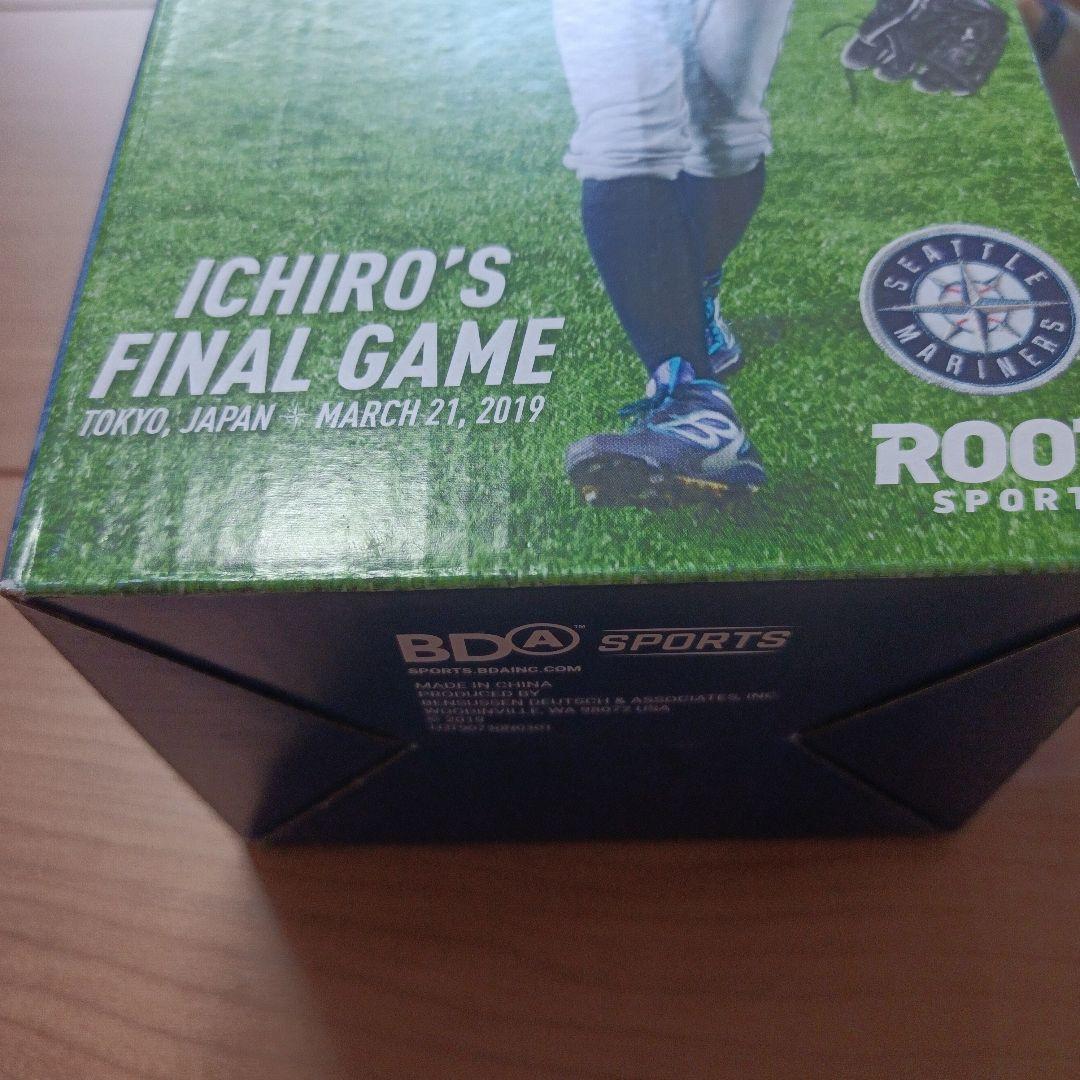 ICHIRO'S
FINAL GAME
TOKYO, JAPAN MARCH 21, 2019
SEATTLE
MARINERS
ROOT
SPORT
BDA™ SPORTS
SPORTS.BDAINC.COM
MADE IN CHINA
PRODUCED BY
BENSUSSEN DEUTSCH & ASSOCIATES, INC
WOODINVILLE, WA 98072 USA
© 2019